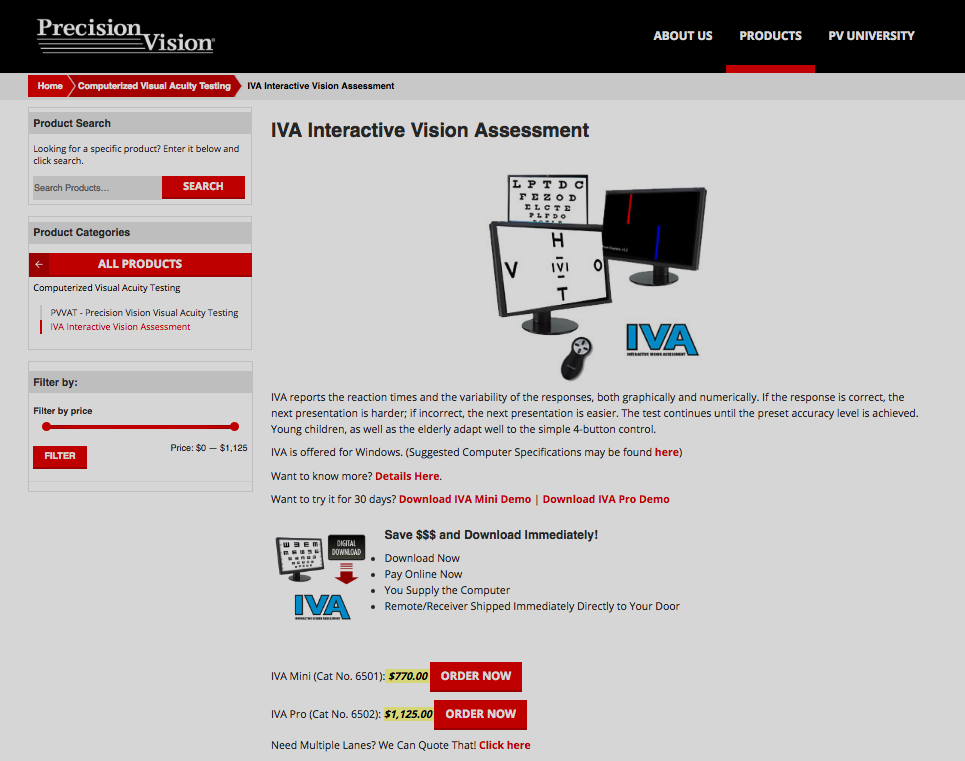 Precision
Vision
ABOUT US
PRODUCTS
PV UNIVERSITY
Home
Computerized Visual Acuity Testing
IVA Interactive Vision Assessment
Product Search
Looking for a specific product? Enter it below and
click search.
Search Products...
SEARCH
Product Categories
← ALL PRODUCTS
Computerized Visual Acuity Testing
PVVAT - Precision Vision Visual Acuity Testing
IVA Interactive Vision Assessment
Filter by:
Filter by price
Price: $0 — $1,125
FILTER
IVA Interactive Vision Assessment
L P T D C
F E Z O D
E L C T E
P L F D O
H
V IVI O
T
IVA
INTERACTIVE VISION ASSESSMENT
IVA reports the reaction times and the variability of the responses, both graphically and numerically. If the response is correct, the
next presentation is harder; if incorrect, the next presentation is easier. The test continues until the preset accuracy level is achieved.
Young children, as well as the elderly adapt well to the simple 4-button control.
IVA is offered for Windows. (Suggested Computer Specifications may be found here)
Want to know more? Details Here.
Want to try it for 30 days? Download IVA Mini Demo | Download IVA Pro Demo
DIGITAL
DOWNLOAD
IVA
INTERACTIVE VISION ASSESSMENT
Save $$$ and Download Immediately!
• Download Now
• Pay Online Now
• You Supply the Computer
• Remote/Receiver Shipped Immediately Directly to Your Door
IVA Mini (Cat No. 6501): $770.00 ORDER NOW
IVA Pro (Cat No. 6502): $1,125.00 ORDER NOW
Need Multiple Lanes? We Can Quote That! Click here